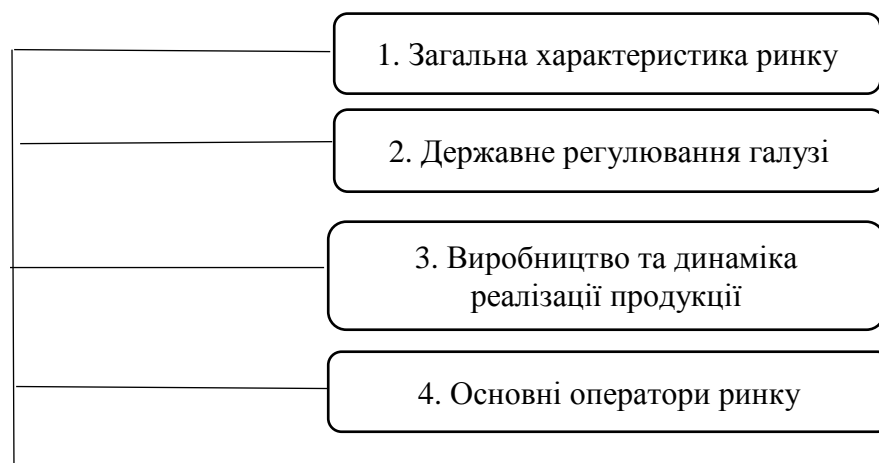 1. Загальна характеристика ринку
2. Державне регулювання галузі
3. Виробництво та динаміка
реалізації продукції
4. Основні оператори ринку